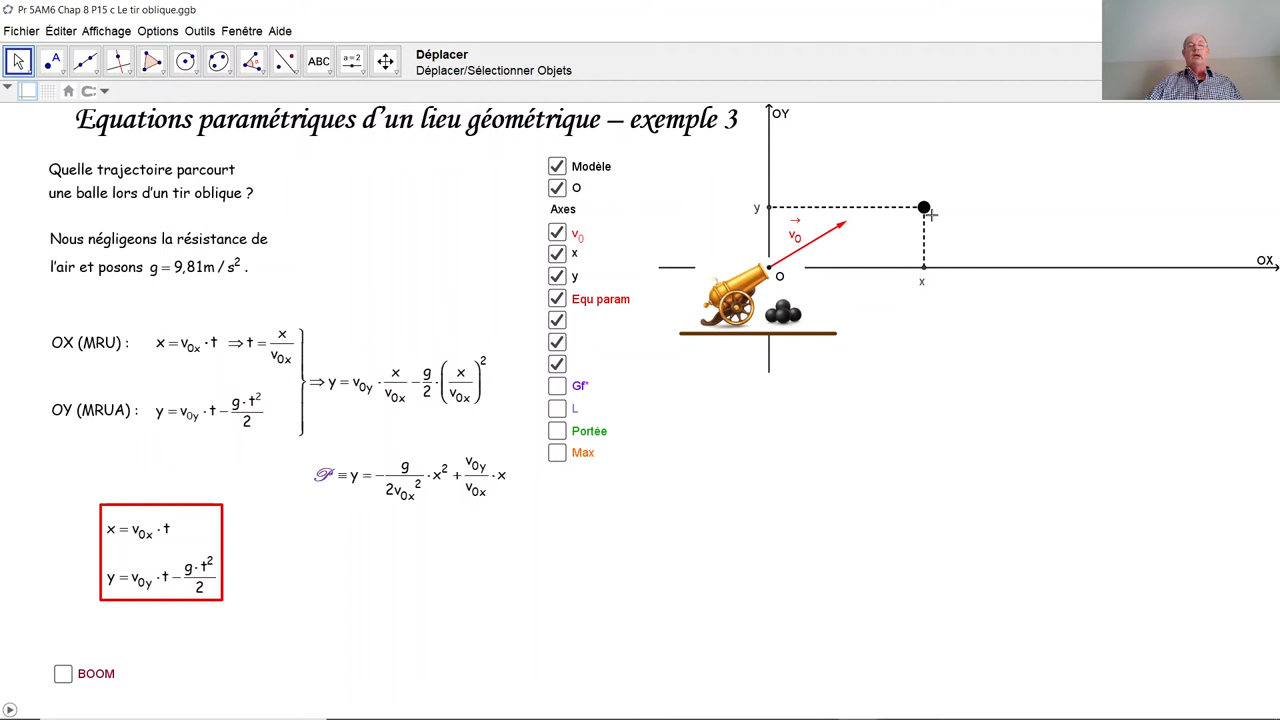 Pr 5AM6 Chap 8 P15 c Le tir oblique.ggb
Fichier Éditer Affichage Options Outils Fenêtre Aide
A
ABC
a=2
Déplacer
Déplacer/Sélectionner Objets
Equations paramétriques d'un lieu géométrique – exemple 3
Quelle trajectoire parcourt
une balle lors d'un tir oblique ?
Nous négligeons la résistance de
l'air et posons g = 9,81m / s² .
OX (MRU) : x = v₀ₓ · t ⇒ t = x / v₀ₓ
OY (MRUA) : y = v₀y · t − g · t² / 2
⇒ y = v₀y · x / v₀ₓ − g / 2 · (x / v₀ₓ)²
𝒫 ≡ y = − g / 2v₀ₓ² · x² + v₀y / v₀ₓ · x
x = v₀ₓ · t
y = v₀y · t − g · t² / 2
BOOM
Modèle
O
Axes
v₀
x
y
Equ param
Gf*
L
Portée
Max
OY
y
v₀
O
x
OX